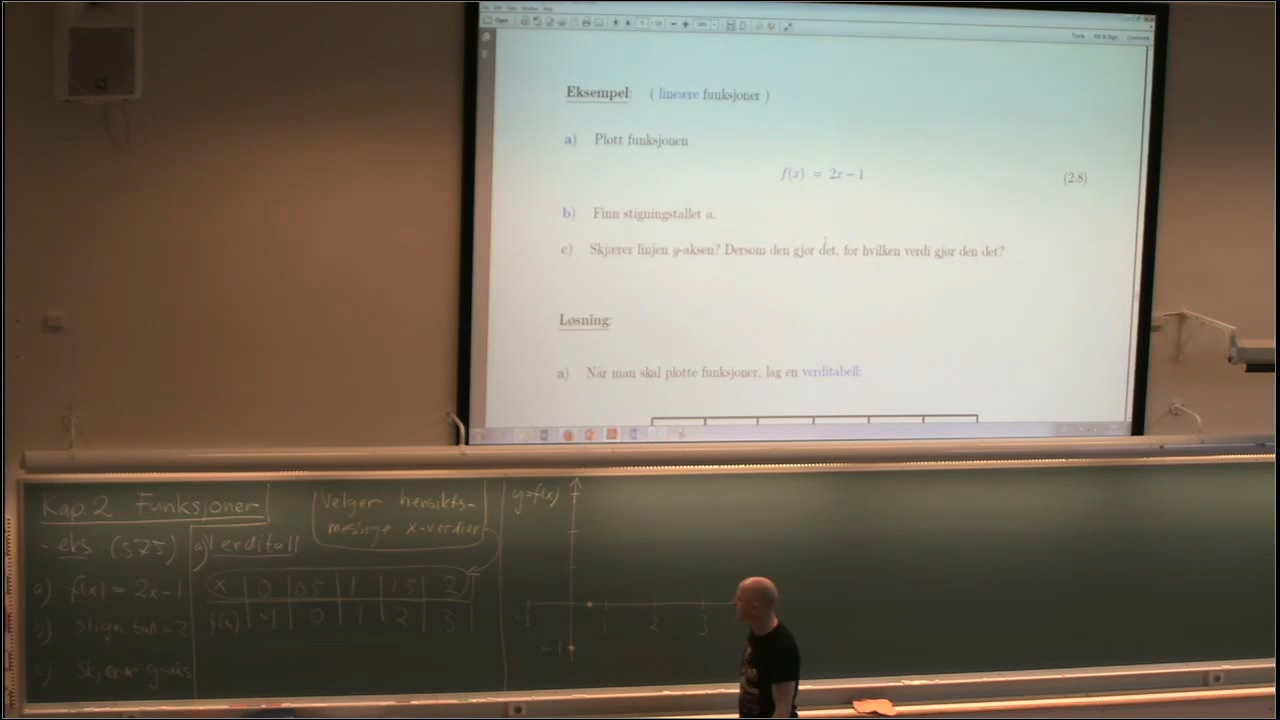 Eksempel: ( lineære funksjoner )
a) Plott funksjonen
f(x) = 2x − 1 (2.8)
b) Finn stigningstallet a.
c) Skjærer linjen y-aksen? Dersom den gjør det, for hvilken verdi gjør den det?
Løsning:
a) Når man skal plotte funksjoner, lag en verditabell:
Kap. 2 Funksjoner
- eks (s75)
a) f(x) = 2x-1
b) stign.tall = ?
c)
a) Verditall
Velger hensikts-
messige x-verdier
x | 0 | 0.5 | 1 | 1.5 | 2
f(x) | -1 | 0 | 1 | 2 | 3
y=f(x)
-1 1 2 3
-1